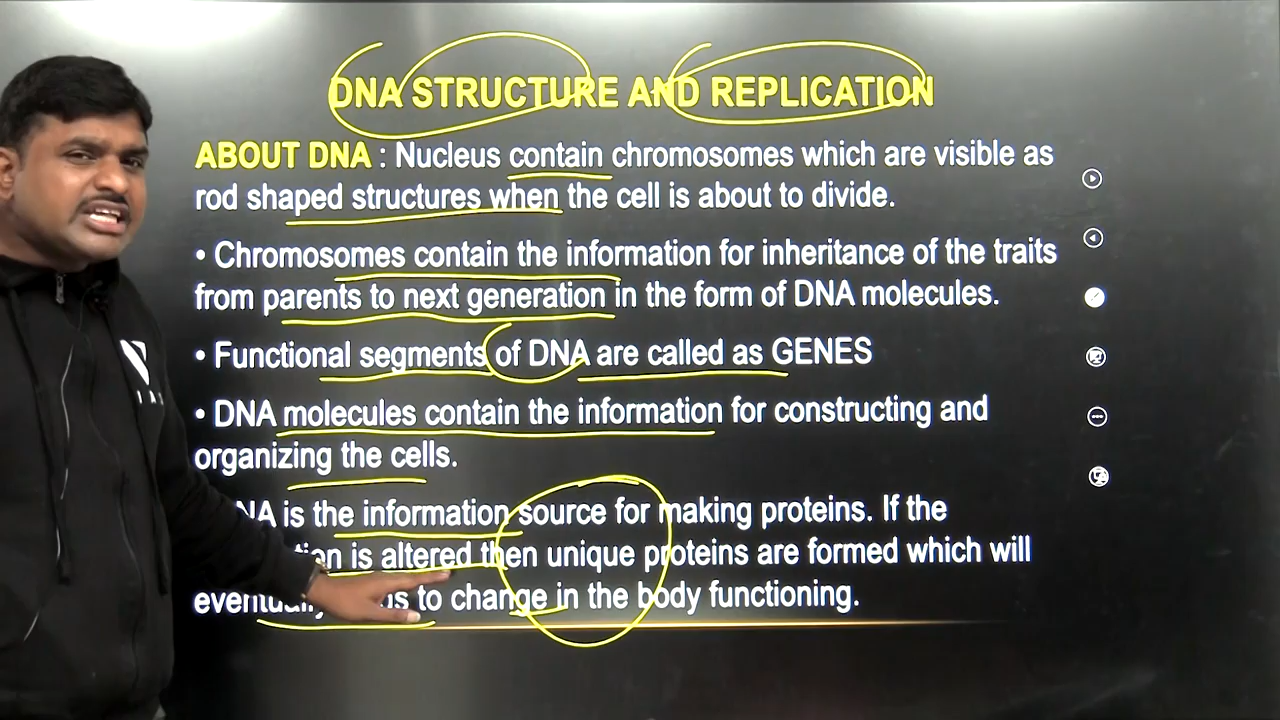 DNA STRUCTURE AND REPLICATION
ABOUT DNA : Nucleus contain chromosomes which are visible as
rod shaped structures when the cell is about to divide.
• Chromosomes contain the information for inheritance of the traits
from parents to next generation in the form of DNA molecules.
• Functional segments of DNA are called as GENES
• DNA molecules contain the information for constructing and
organizing the cells.
is the information source for making proteins. If the
is altered then unique proteins are formed which will
to change in the body functioning.